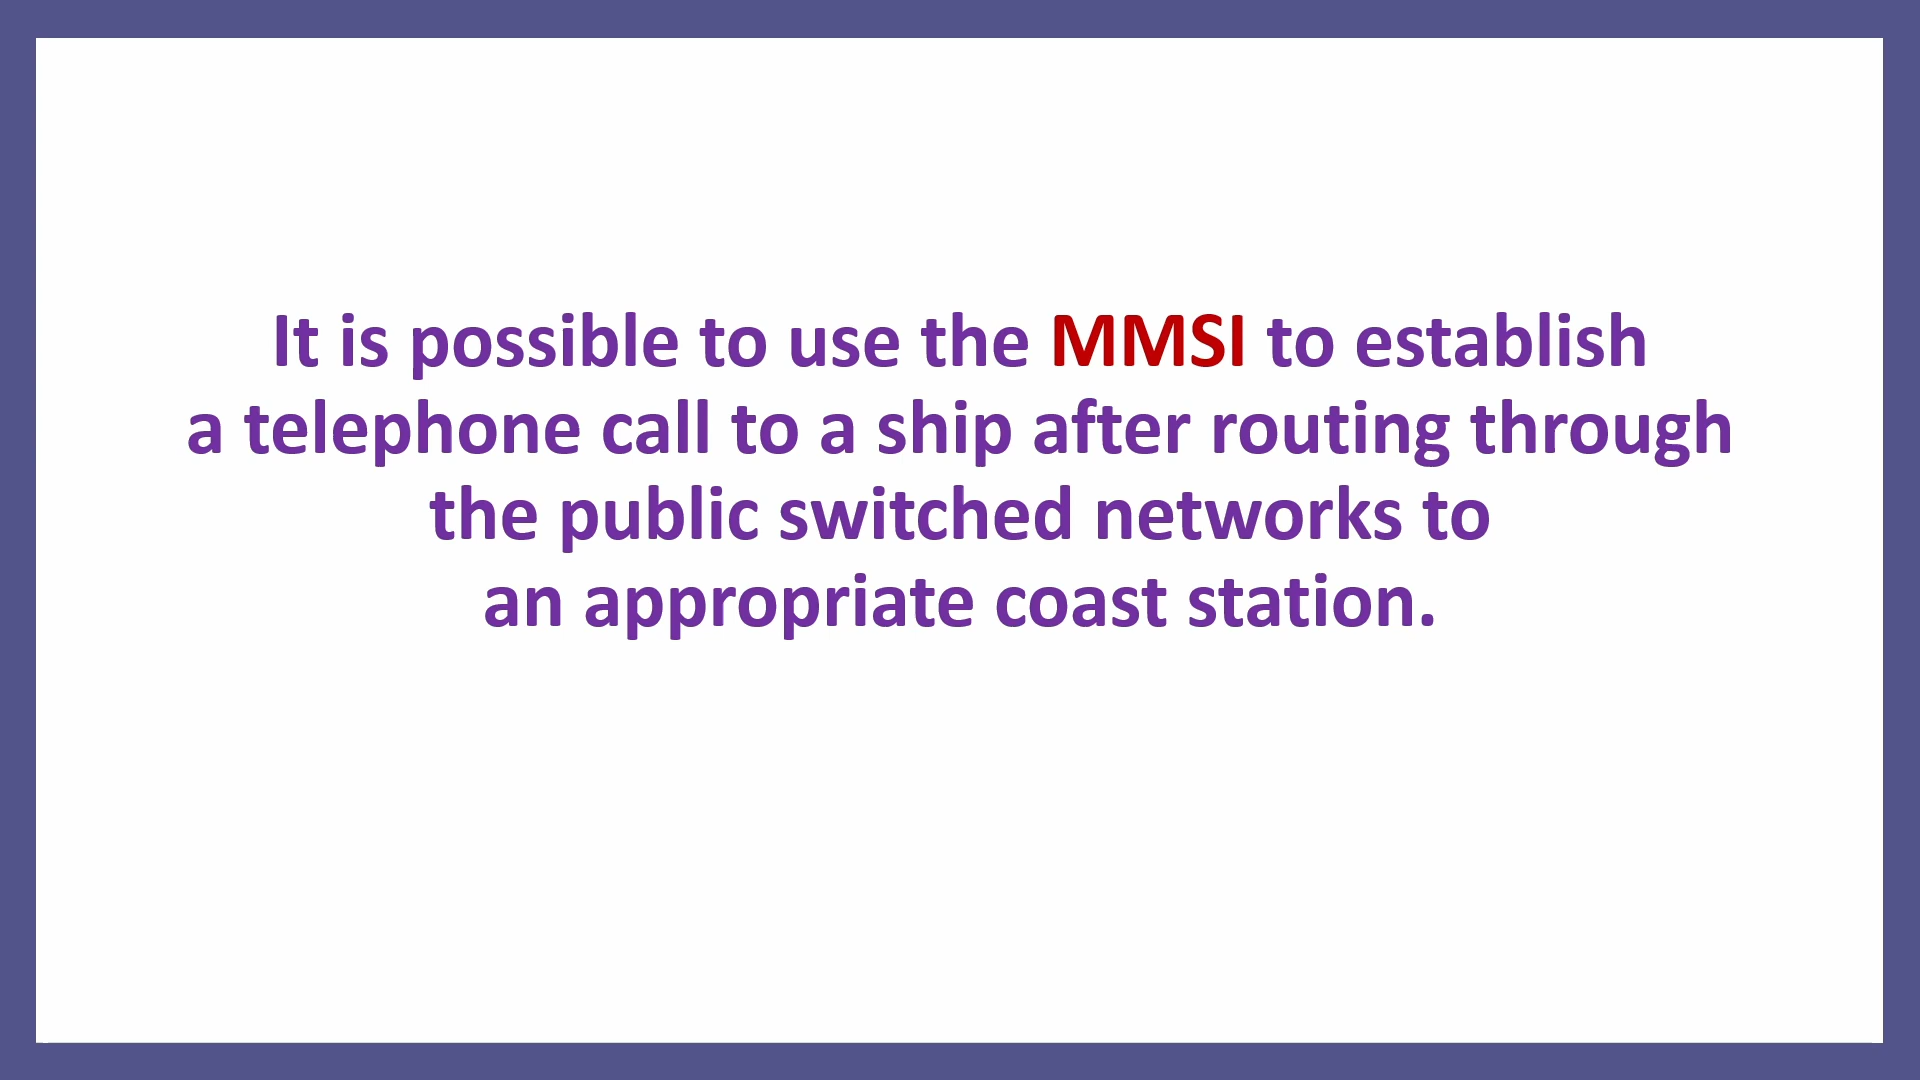 It is possible to use the MMSI to establish
a telephone call to a ship after routing through
the public switched networks to
an appropriate coast station.